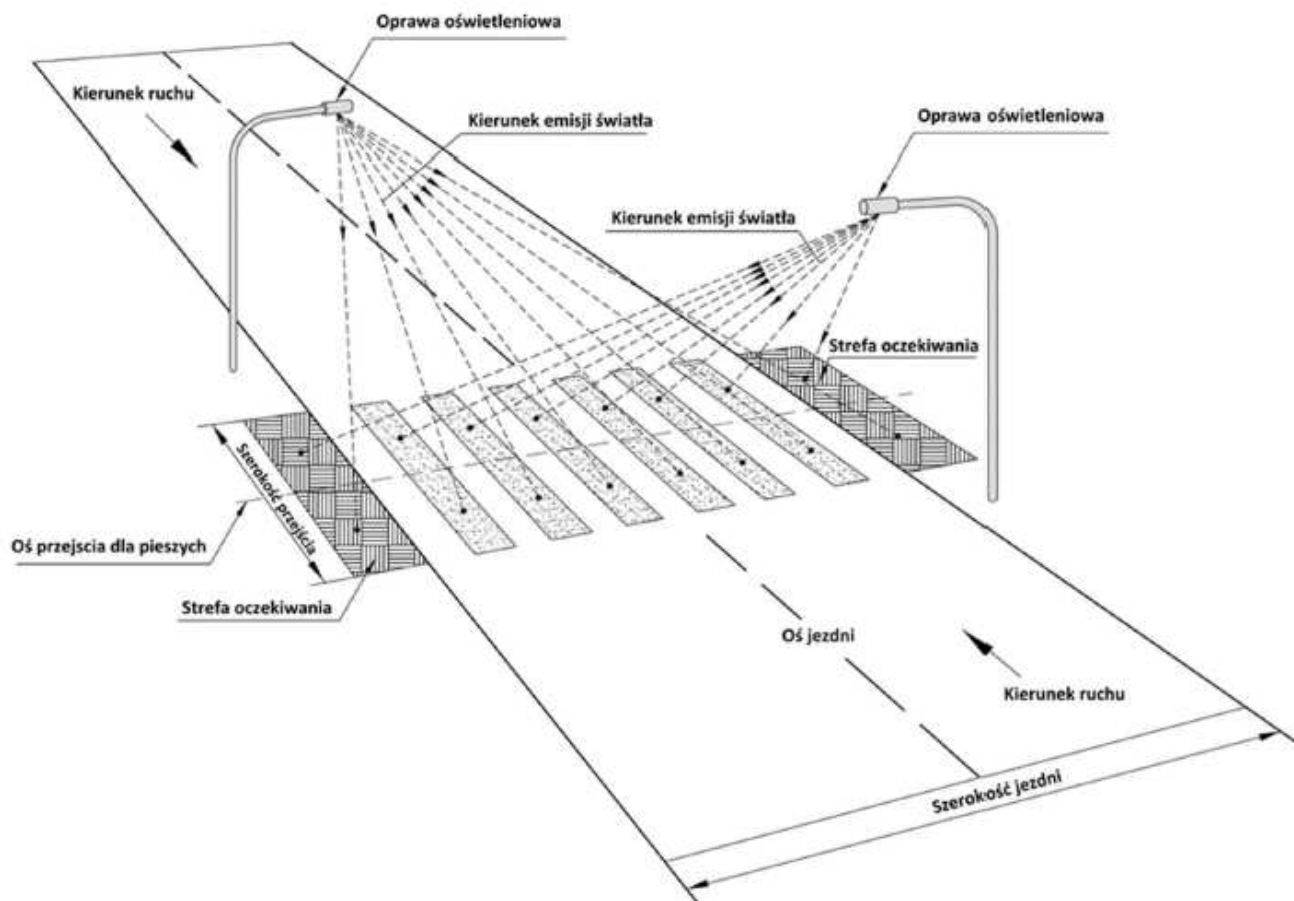 Oprawa oświetleniowa
Kierunek ruchu
Kierunek emisji światła
Oprawa oświetleniowa
Kierunek emisji światła
Strefa oczekiwania
Szerokość przejścia
Oś przejscia dla pieszych
Strefa oczekiwania
Oś jezdni
Kierunek ruchu
Szerokość jezdni